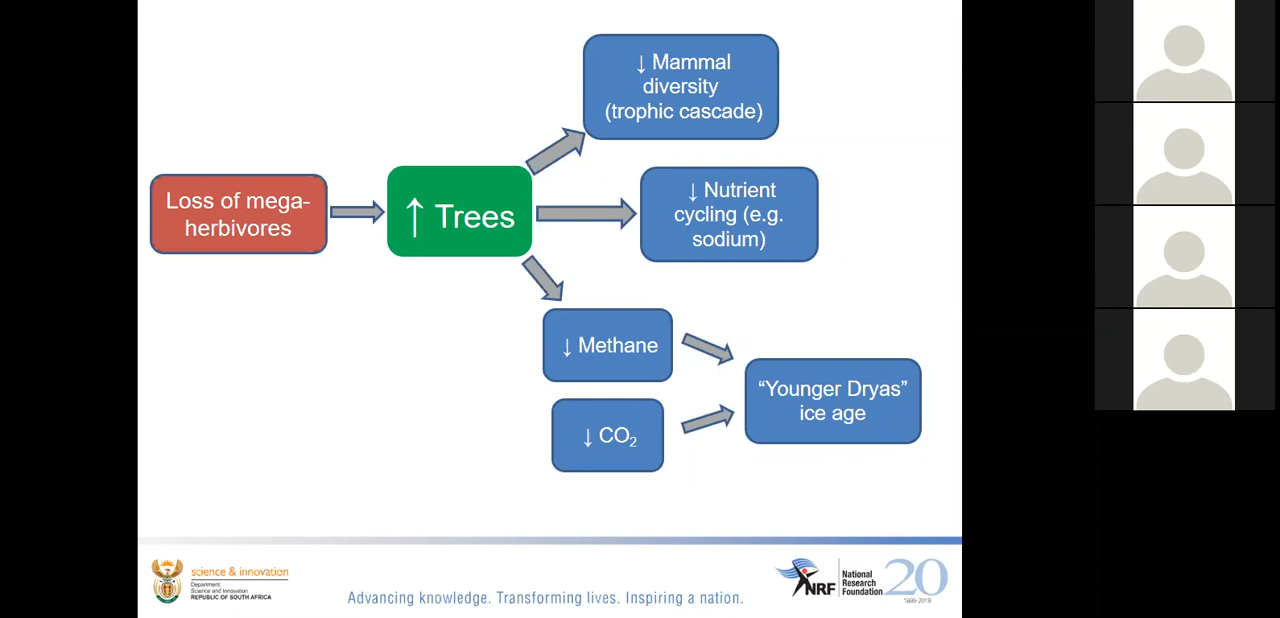 ↓ Mammal
diversity
(trophic cascade)
Loss of mega-
herbivores
↑ Trees
↓ Nutrient
cycling (e.g.
sodium)
↓ Methane
↓ CO₂
“Younger Dryas”
ice age
science & innovation
Department:
Science and Innovation
REPUBLIC OF SOUTH AFRICA
Advancing knowledge. Transforming lives. Inspiring a nation.
NRF
National
Research
Foundation
20
1999-2019